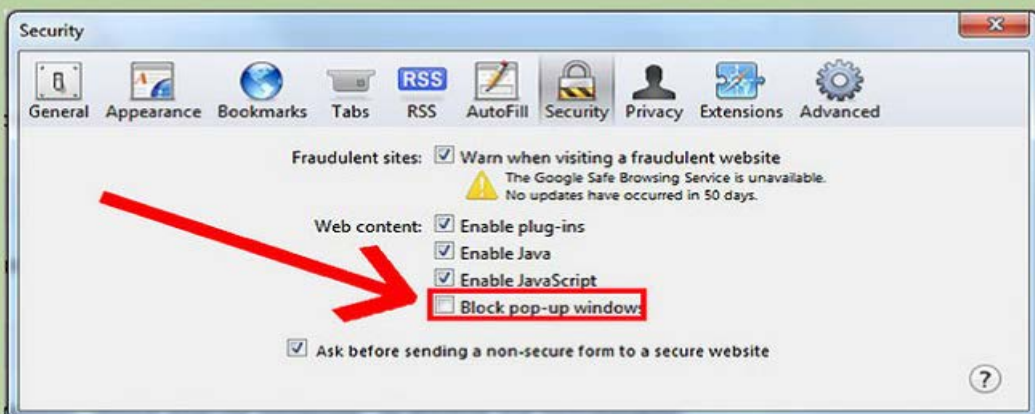 Security
RSS
General Appearance Bookmarks Tabs RSS AutoFill Security Privacy Extensions Advanced
Fraudulent sites: Warn when visiting a fraudulent website
The Google Safe Browsing Service is unavailable.
No updates have occurred in 50 days.
Web content: Enable plug-ins
Enable Java
Enable JavaScript
Block pop-up windows
Ask before sending a non-secure form to a secure website
?